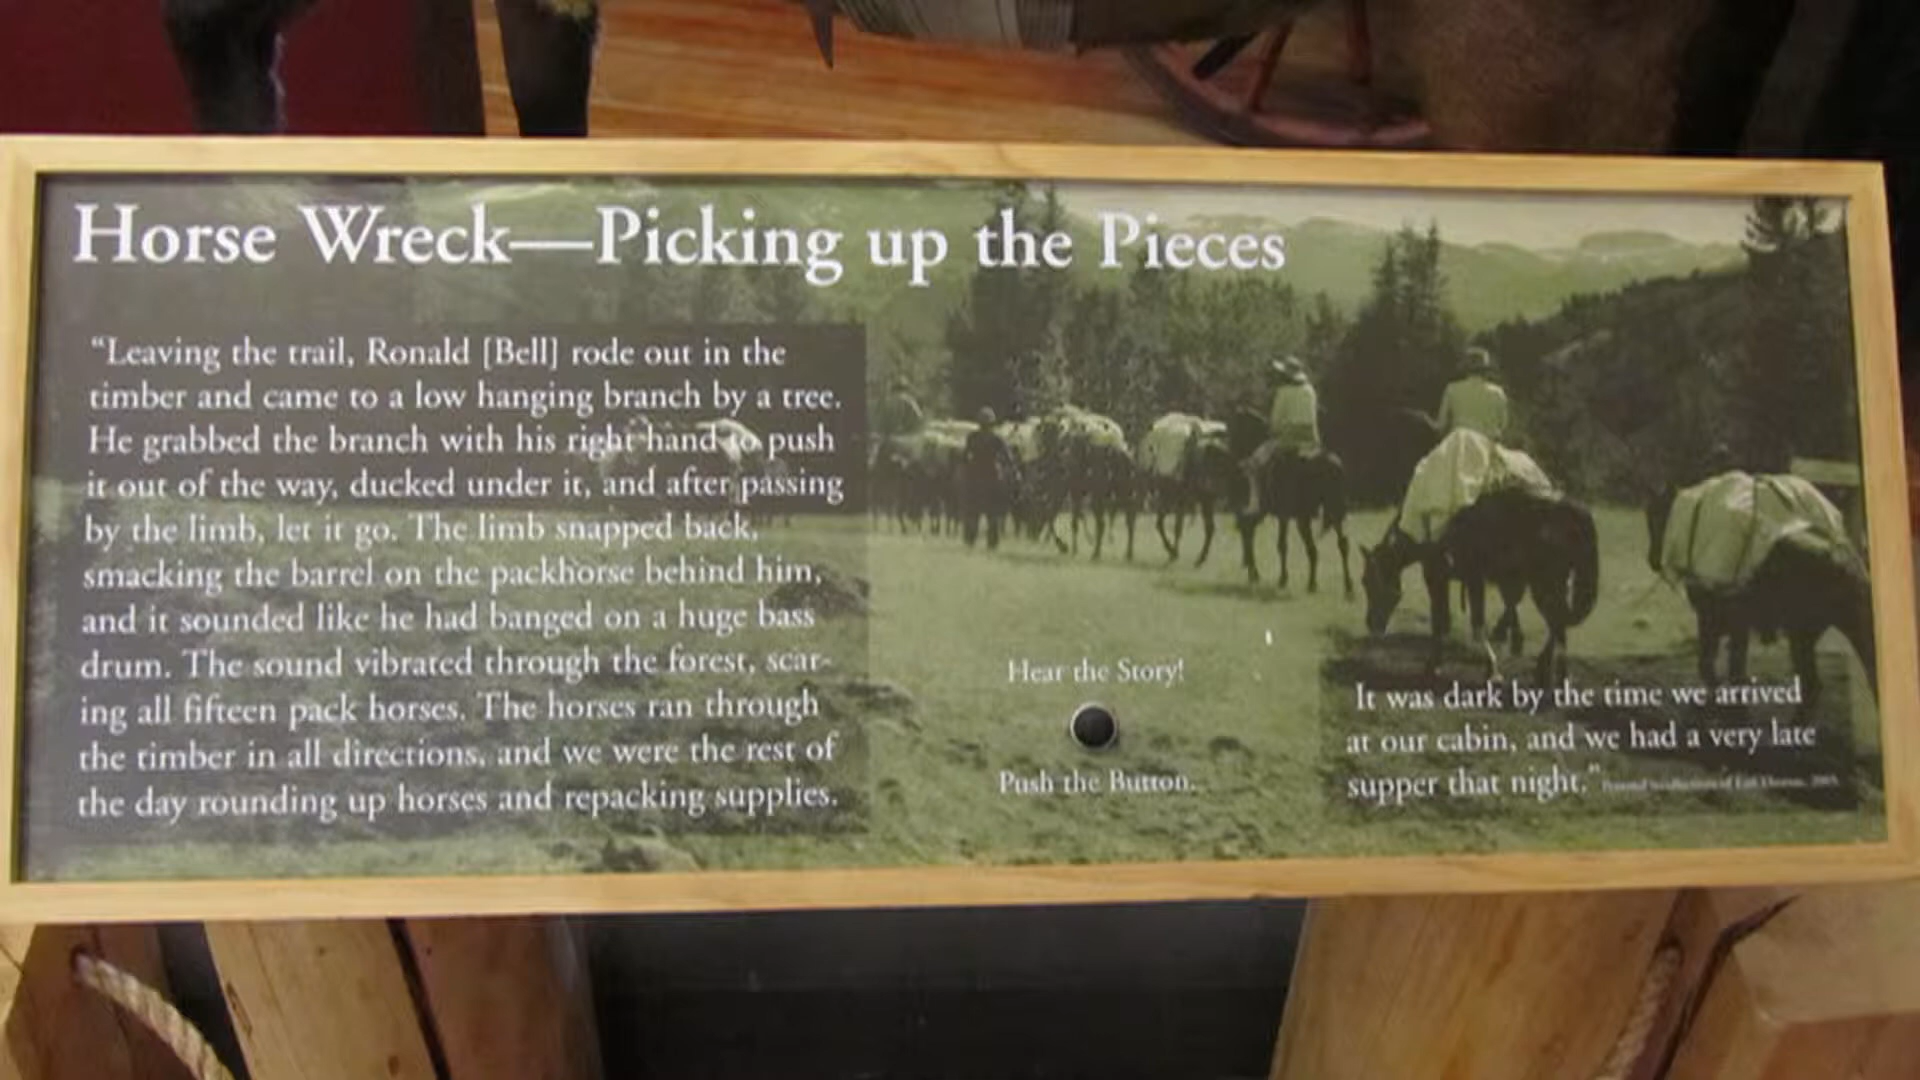 Horse Wreck—Picking up the Pieces
“Leaving the trail, Ronald [Bell] rode out in the
timber and came to a low hanging branch by a tree.
He grabbed the branch with his right hand to push
it out of the way, ducked under it, and after passing
by the limb, let it go. The limb snapped back,
smacking the barrel on the packhorse behind him,
and it sounded like he had banged on a huge bass
drum. The sound vibrated through the forest, scar-
ing all fifteen pack horses. The horses ran through
the timber in all directions, and we were the rest of
the day rounding up horses and repacking supplies.
Hear the Story!
Push the Button.
It was dark by the time we arrived
at our cabin, and we had a very late
supper that night.”